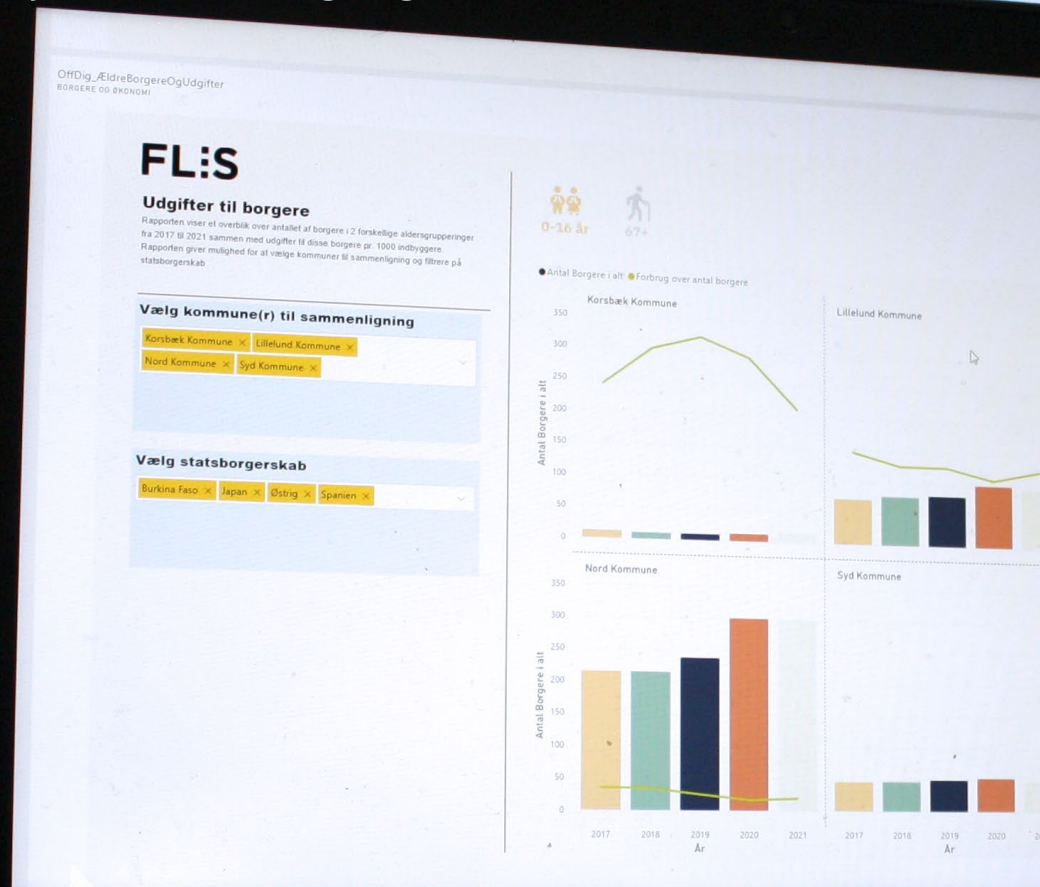 OffDig_ÆldreBorgereOgUdgifter
BORGERE OG ØKONOMI
FLIS
Udgifter til borgere
Rapporten viser et overblik over antallet af borgere i 2 forskellige aldersgrupperinger
fra 2017 til 2021 sammen med udgifter til disse borgere pr. 1000 indbyggere.
Rapporten giver mulighed for at vælge kommuner til sammenligning og filtrere på
statsborgerskab
Vælg kommune(r) til sammenligning
Korsbæk Kommune × Lillelund Kommune ×
Nord Kommune × Syd Kommune ×
Vælg statsborgerskab
Burkina Faso × Japan × Østrig × Spanien ×
0-16 år 67+
Antal Borgere i alt Forbrug over antal borgere
Korsbæk Kommune
350
300
250
200
150
100
50
0
Antal Borgere i alt
Lillelund Kommune
Nord Kommune
350
300
250
200
150
100
50
0
Antal Borgere i alt
2017 2018 2019 2020 2021
År
Syd Kommune
2017 2018 2019 2020
År